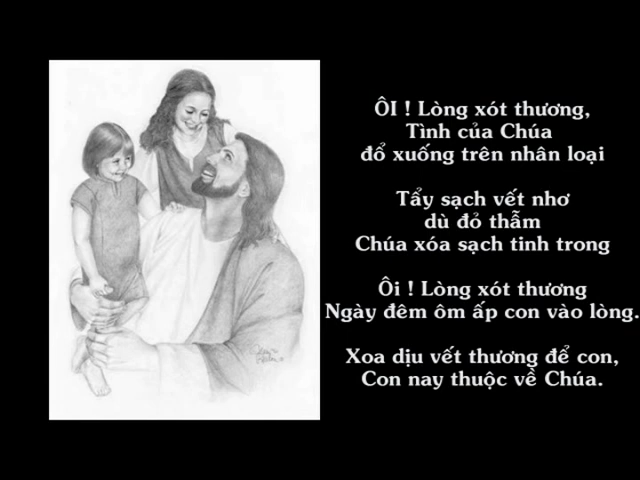 ÔI ! Lòng xót thương,
Tình của Chúa
đổ xuống trên nhân loại
Tẩy sạch vết nhơ
dù đỏ thẫm
Chúa xóa sạch tinh trong
Ôi ! Lòng xót thương
Ngày đêm ôm ấp con vào lòng.
Xoa dịu vết thương để con,
Con nay thuộc về Chúa.